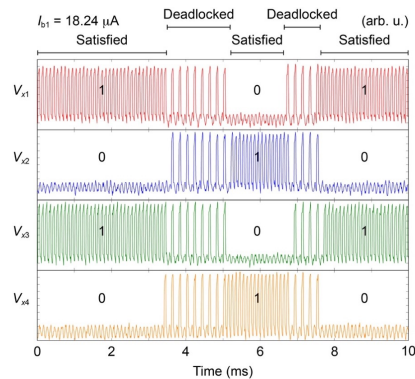 Deadlocked Deadlocked
I_b1 = 18.24 μA (arb. u.)
Satisfied Satisfied Satisfied
V_x1 1 0 1
V_x2 0 1 0
V_x3 1 0 1
V_x4 0 1 0
0 2 4 6 8 10
Time (ms)